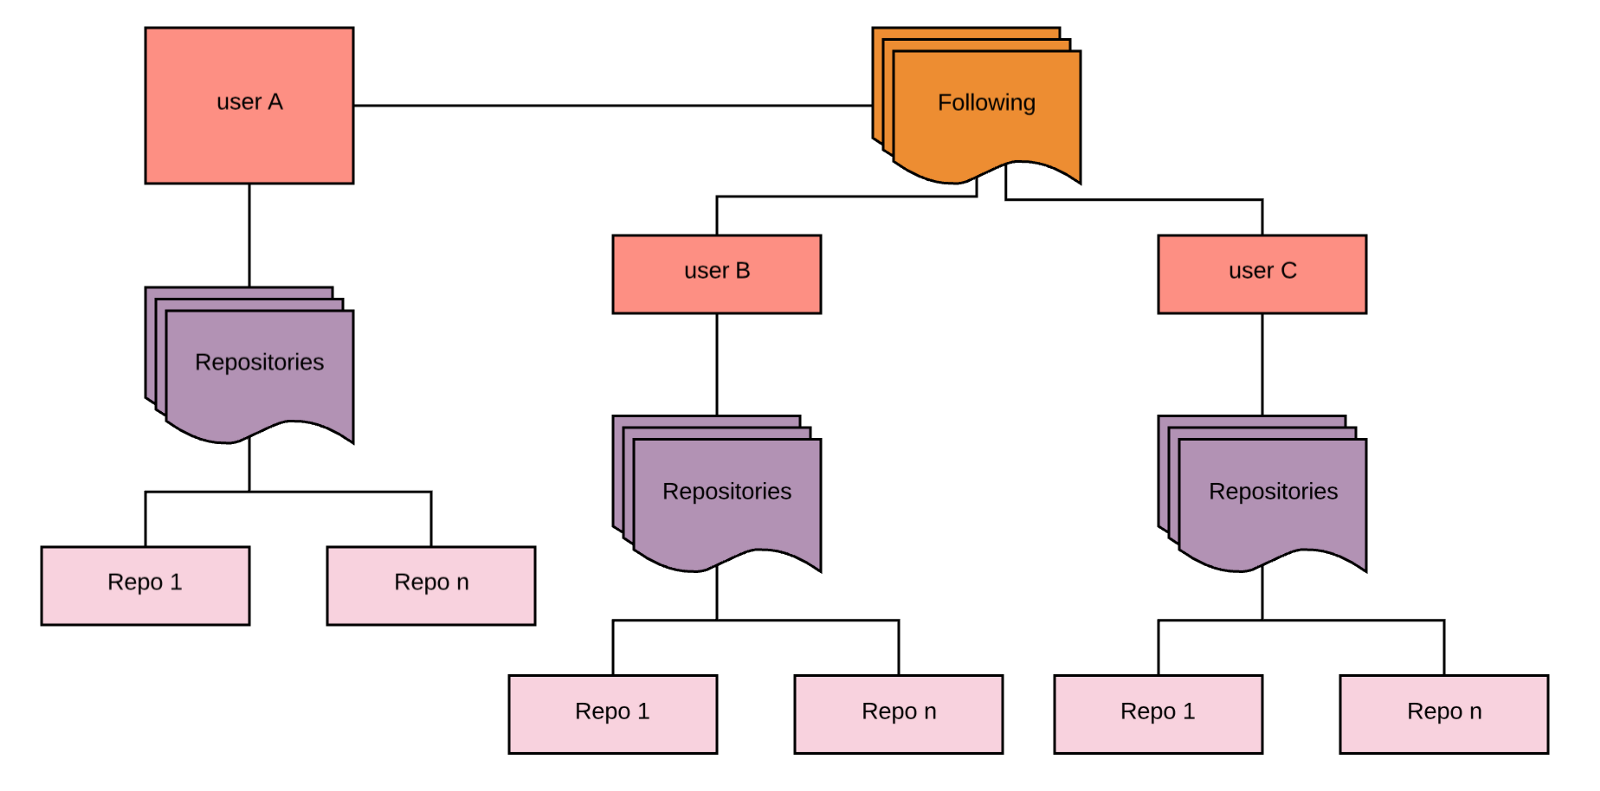 user A
Following
user B
user C
Repositories
Repositories
Repositories
Repo 1
Repo n
Repo 1
Repo n
Repo 1
Repo n